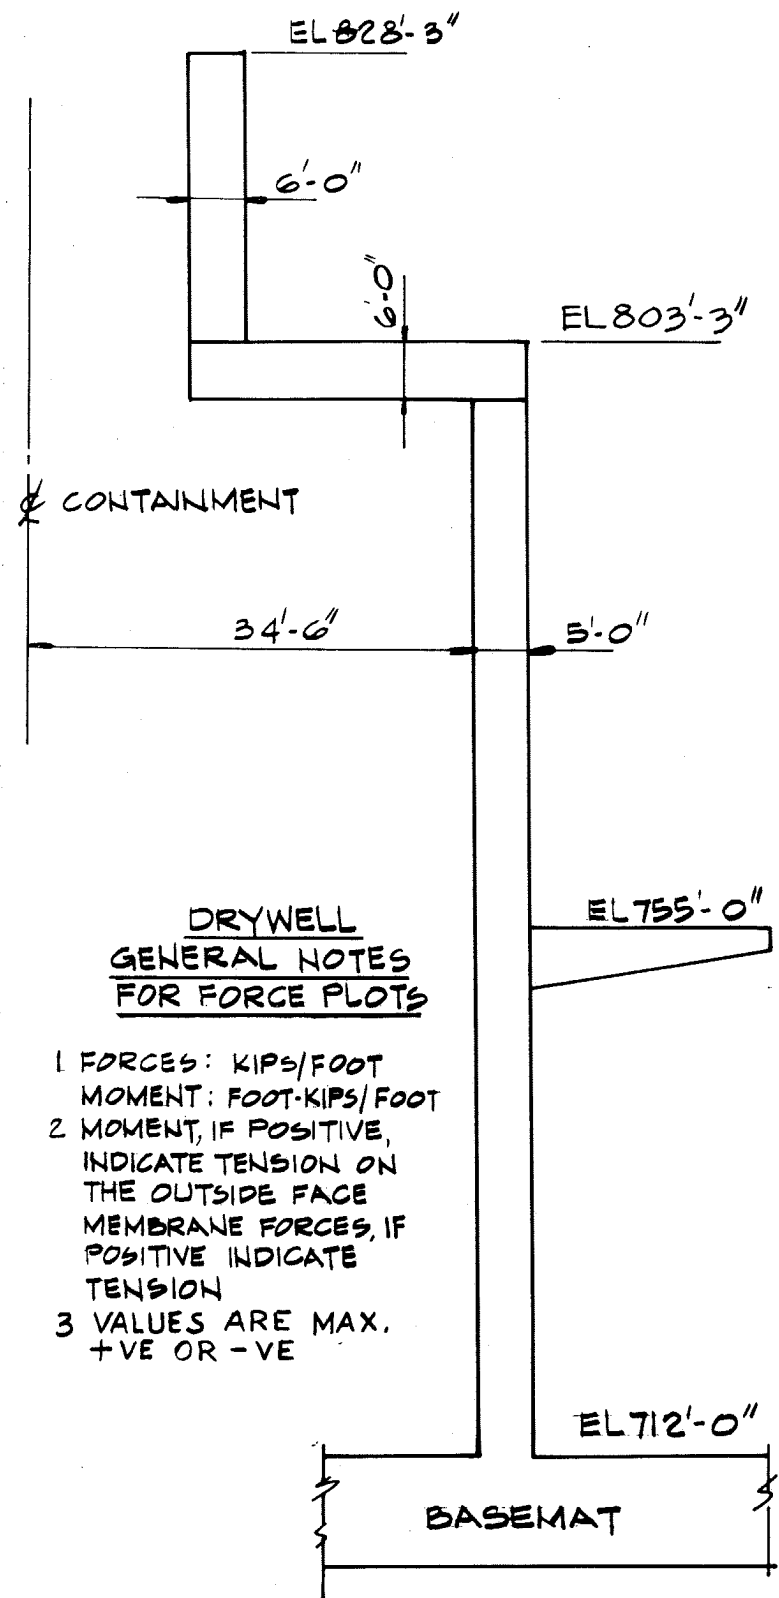 EL 828'-3"
6'-0"
6'-0"
EL 803'-3"
℄ CONTAINMENT
34'-6"
5'-0"
EL 755'-0"
DRYWELL
GENERAL NOTES
FOR FORCE PLOTS
1 FORCES: KIPS/FOOT
MOMENT: FOOT-KIPS/FOOT
2 MOMENT, IF POSITIVE,
INDICATE TENSION ON
THE OUTSIDE FACE
MEMBRANE FORCES, IF
POSITIVE INDICATE
TENSION
3 VALUES ARE MAX.
+VE OR -VE
EL 712'-0"
BASEMAT